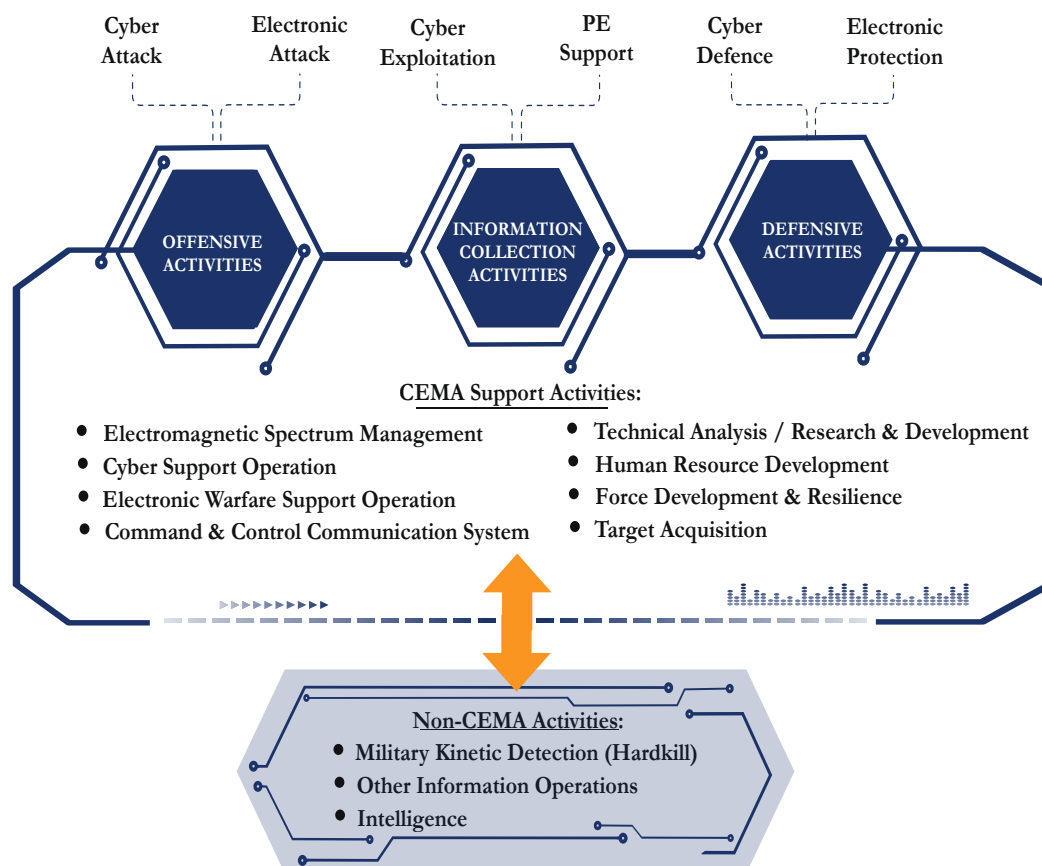 Cyber
Attack
Electronic
Attack
Cyber
Exploitation
PE
Support
Cyber
Defence
Electronic
Protection
OFFENSIVE
ACTIVITIES
INFORMATION
COLLECTION
ACTIVITIES
DEFENSIVE
ACTIVITIES
CEMA Support Activities:
• Electromagnetic Spectrum Management
• Cyber Support Operation
• Electronic Warfare Support Operation
• Command & Control Communication System
• Technical Analysis / Research & Development
• Human Resource Development
• Force Development & Resilience
• Target Acquisition
Non-CEMA Activities:
• Military Kinetic Detection (Hardkill)
• Other Information Operations
• Intelligence